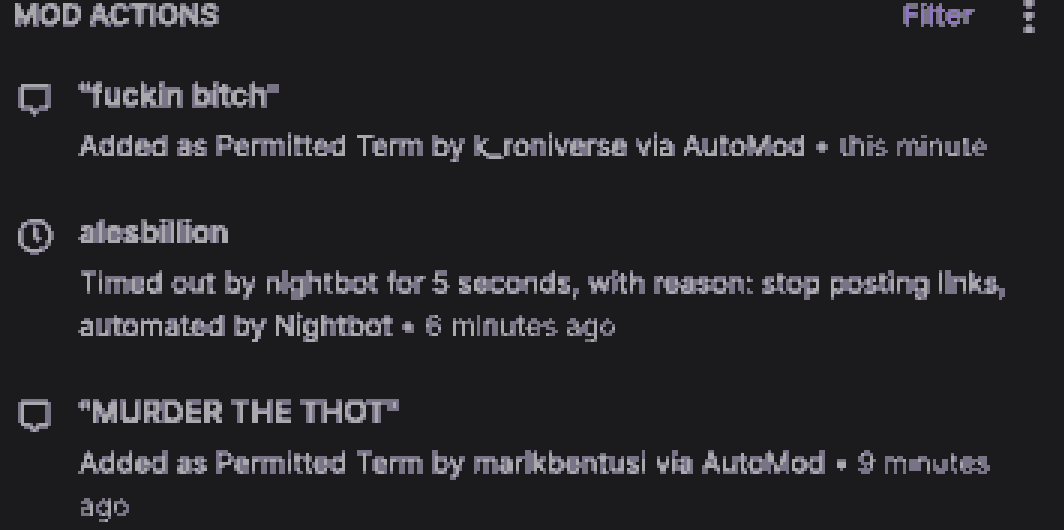 MOD ACTIONS Filter
"fuckin bitch"
Added as Permitted Term by k_roniverse via AutoMod • this minute
alesbillion
Timed out by nightbot for 5 seconds, with reason: stop posting links,
automated by Nightbot • 6 minutes ago
"MURDER THE THOT"
Added as Permitted Term by marikbentusi via AutoMod • 9 minutes
ago